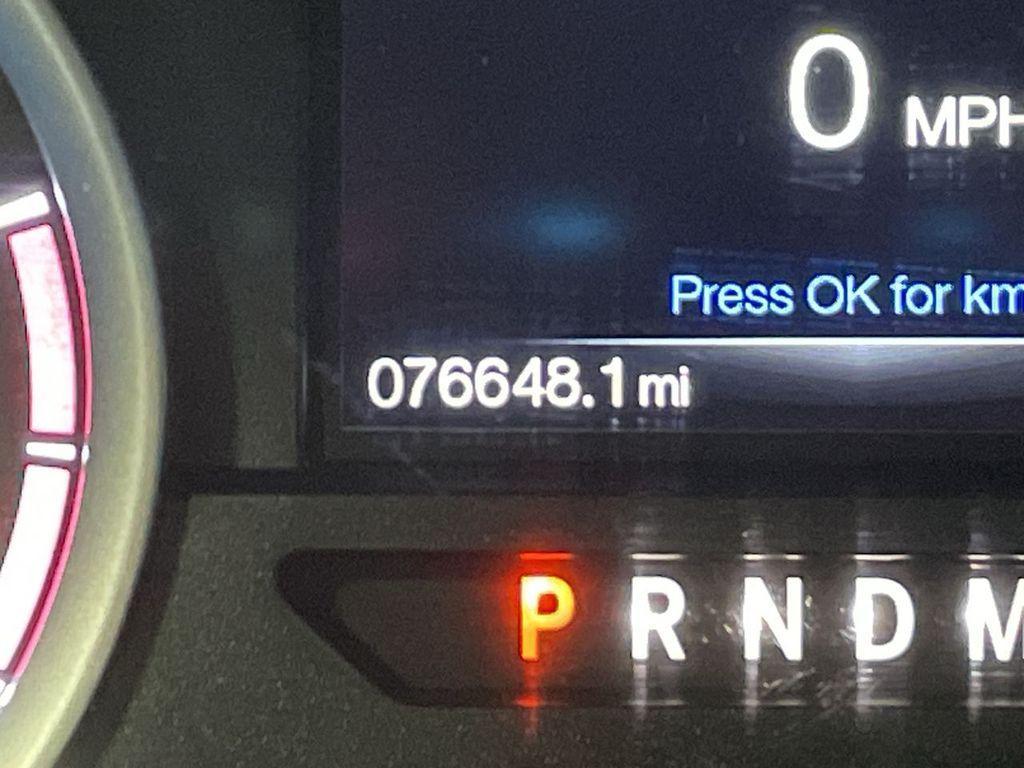 0 MPH
Press OK for km
076648.1 mi
P R N D M